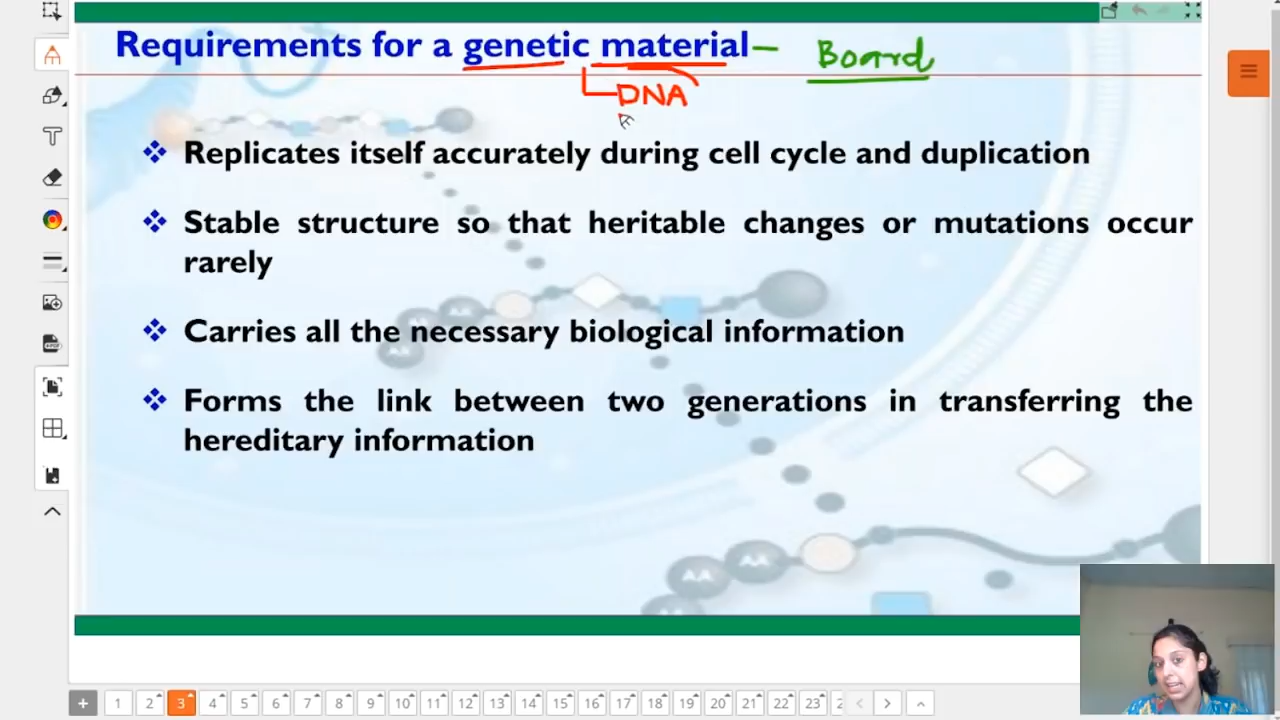 Requirements for a genetic material – Board
DNA
❖ Replicates itself accurately during cell cycle and duplication
❖ Stable structure so that heritable changes or mutations occur
rarely
❖ Carries all the necessary biological information
❖ Forms the link between two generations in transferring the
hereditary information
AA AA
1 2 3 4 5 6 7 8 9 10 11 12 13 14 15 16 17 18 19 20 21 22 23